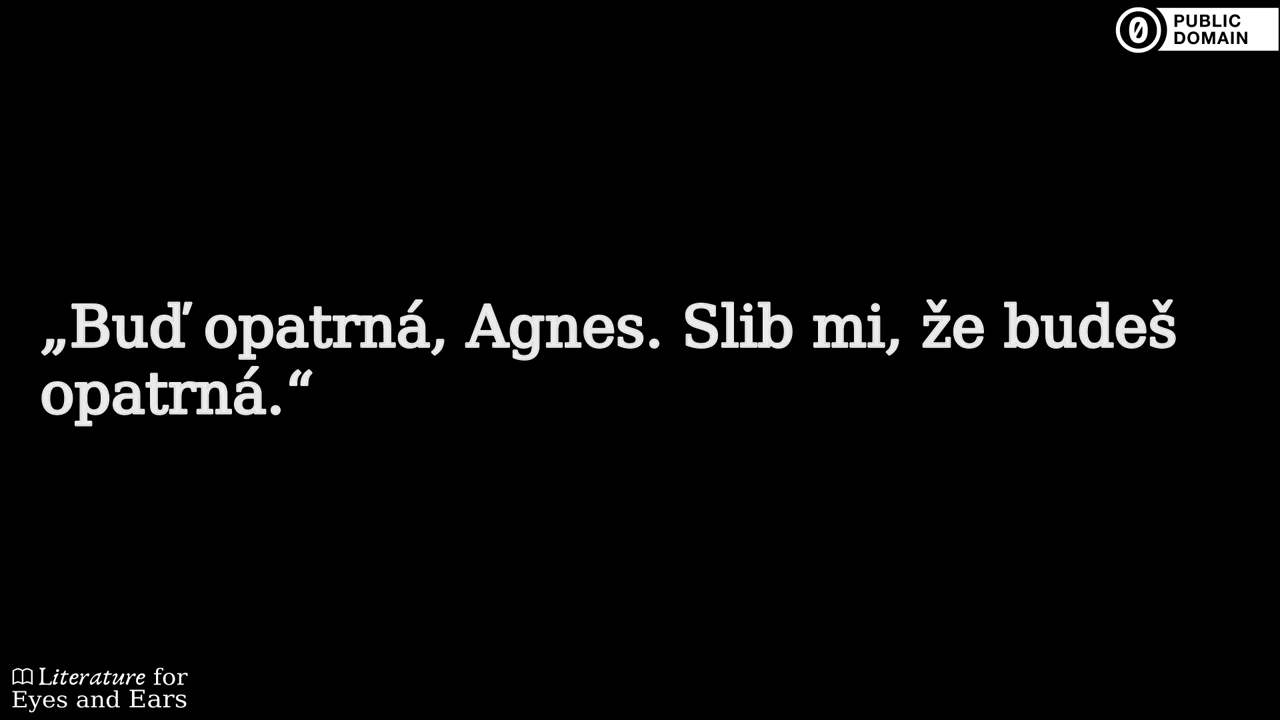 PUBLIC
DOMAIN
„Buď opatrná, Agnes. Slib mi, že budeš
opatrná.“
Literature for
Eyes and Ears